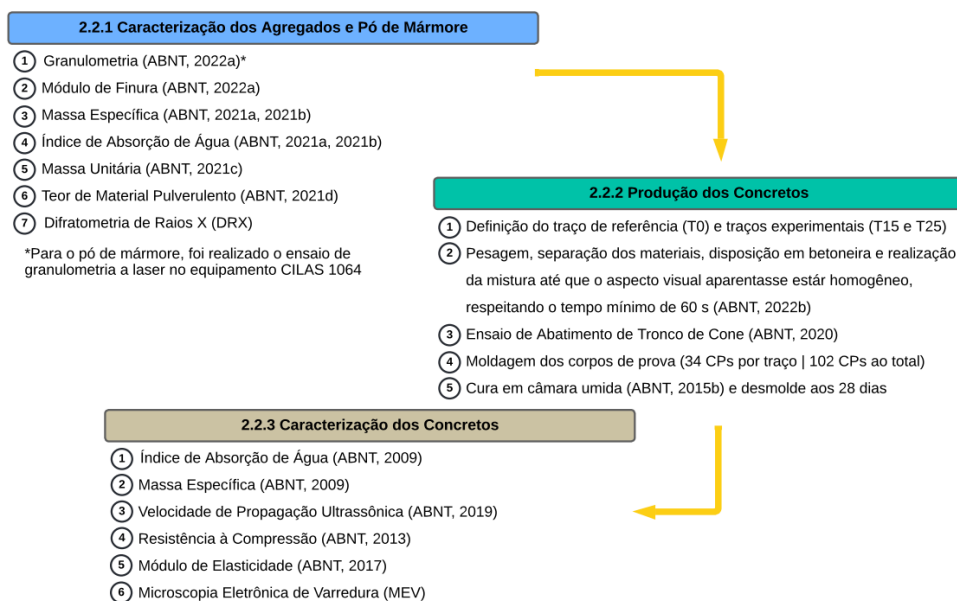 2.2.1 Caracterização dos Agregados e Pó de Mármore
1 Granulometria (ABNT, 2022a)*
2 Módulo de Finura (ABNT, 2022a)
3 Massa Específica (ABNT, 2021a, 2021b)
4 Índice de Absorção de Água (ABNT, 2021a, 2021b)
5 Massa Unitária (ABNT, 2021c)
6 Teor de Material Pulverulento (ABNT, 2021d)
7 Difratometria de Raios X (DRX)
*Para o pó de mármore, foi realizado o ensaio de
granulometria a laser no equipamento CILAS 1064
2.2.2 Produção dos Concretos
1 Definição do traço de referência (T0) e traços experimentais (T15 e T25)
2 Pesagem, separação dos materiais, disposição em betoneira e realização
da mistura até que o aspecto visual aparentasse estár homogêneo,
respeitando o tempo mínimo de 60 s (ABNT, 2022b)
3 Ensaio de Abatimento de Tronco de Cone (ABNT, 2020)
4 Moldagem dos corpos de prova (34 CPs por traço | 102 CPs ao total)
5 Cura em câmara umida (ABNT, 2015b) e desmolde aos 28 dias
2.2.3 Caracterização dos Concretos
1 Índice de Absorção de Água (ABNT, 2009)
2 Massa Específica (ABNT, 2009)
3 Velocidade de Propagação Ultrassônica (ABNT, 2019)
4 Resistência à Compressão (ABNT, 2013)
5 Módulo de Elasticidade (ABNT, 2017)
6 Microscopia Eletrônica de Varredura (MEV)